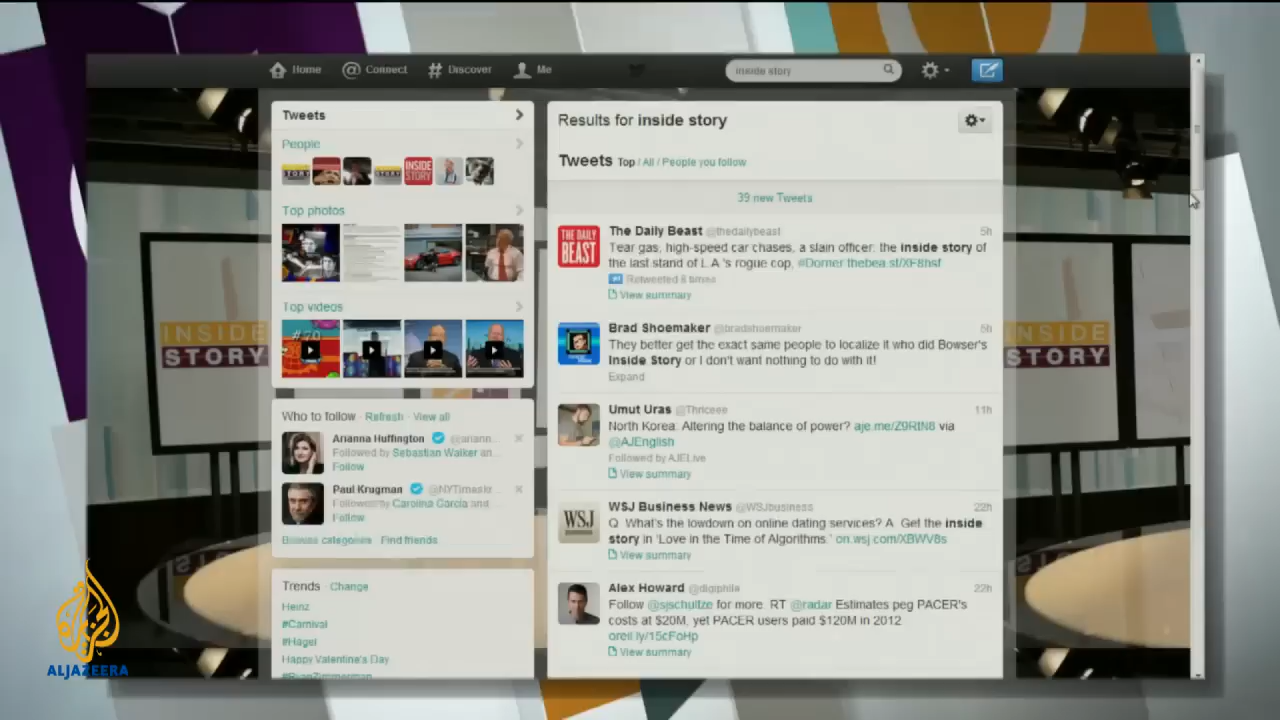 Home
Connect
Discover
Me
inside story
Tweets
People
INSIDE
STORY
Top photos
Top videos
Who to follow · Refresh · View all
Arianna Huffington @ariann...
Followed by Sebastian Walker an...
Follow
Paul Krugman @NYTimeskr...
Followed by Carolina Garcia and
Follow
Browse categories · Find friends
Trends · Change
Heinz
#Carnival
#Hagel
Happy Valentine's Day
#RyanZimmerman
Results for inside story
Tweets Top / All / People you follow
39 new Tweets
THE DAILY
BEAST
The Daily Beast @thedailybeast 5h
Tear gas, high-speed car chases, a slain officer: the inside story of
the last stand of L.A.'s rogue cop, #Dorner thebea.st/XF8hsf
Retweeted 6 times
View summary
Brad Shoemaker @bradshoemaker 5h
They better get the exact same people to localize it who did Bowser's
Inside Story or I don't want nothing to do with it!
Expand
Umut Uras @Thriceee 11h
North Korea: Altering the balance of power? aje.me/Z9RtN8 via
@AJEnglish
Followed by AJELive
View summary
WSJ
WSJ Business News @WSJbusiness 22h
Q. What's the lowdown on online dating services? A. Get the inside
story in 'Love in the Time of Algorithms.' on.wsj.com/XBWV8s
View summary
Alex Howard @digiphile 22h
Follow @sjschultze for more. RT @radar Estimates peg PACER's
costs at $20M, yet PACER users paid $120M in 2012
oreil.ly/15cFoHp
View summary
INSIDE
STORY
INSIDE
STORY
ALJAZEERA